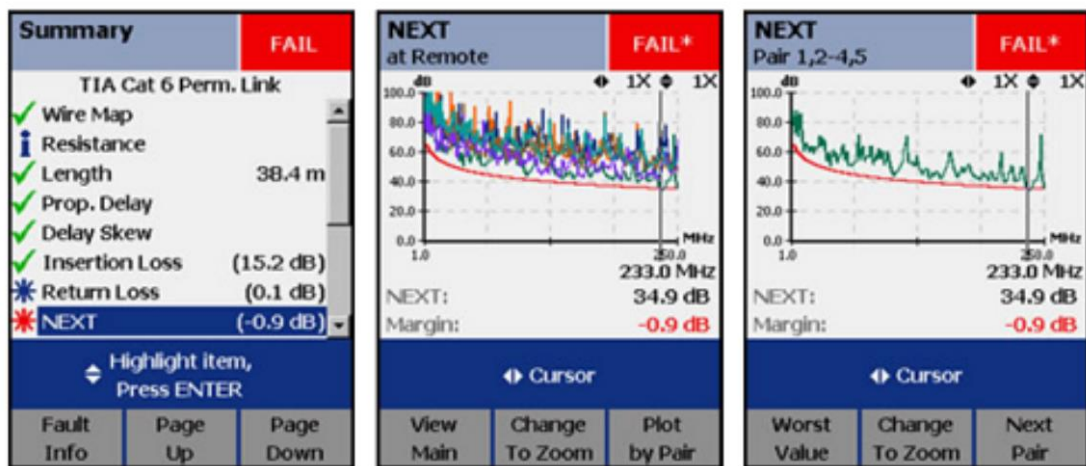 Summary
FAIL
TIA Cat 6 Perm. Link
Wire Map
Resistance
Length 38.4 m
Prop. Delay
Delay Skew
Insertion Loss (15.2 dB)
Return Loss (0.1 dB)
NEXT (-0.9 dB)
Highlight item,
Press ENTER
Fault Info
Page Up
Page Down
NEXT
at Remote
FAIL*
dB
1X 1X
100.0
80.0
60.0
40.0
20.0
0.0
MHz
1.0 250.0
233.0 MHz
NEXT: 34.9 dB
Margin: -0.9 dB
Cursor
View Main
Change To Zoom
Plot by Pair
NEXT
Pair 1,2-4,5
FAIL*
dB
1X 1X
100.0
80.0
60.0
40.0
20.0
0.0
MHz
1.0 250.0
233.0 MHz
NEXT: 34.9 dB
Margin: -0.9 dB
Cursor
Worst Value
Change To Zoom
Next Pair